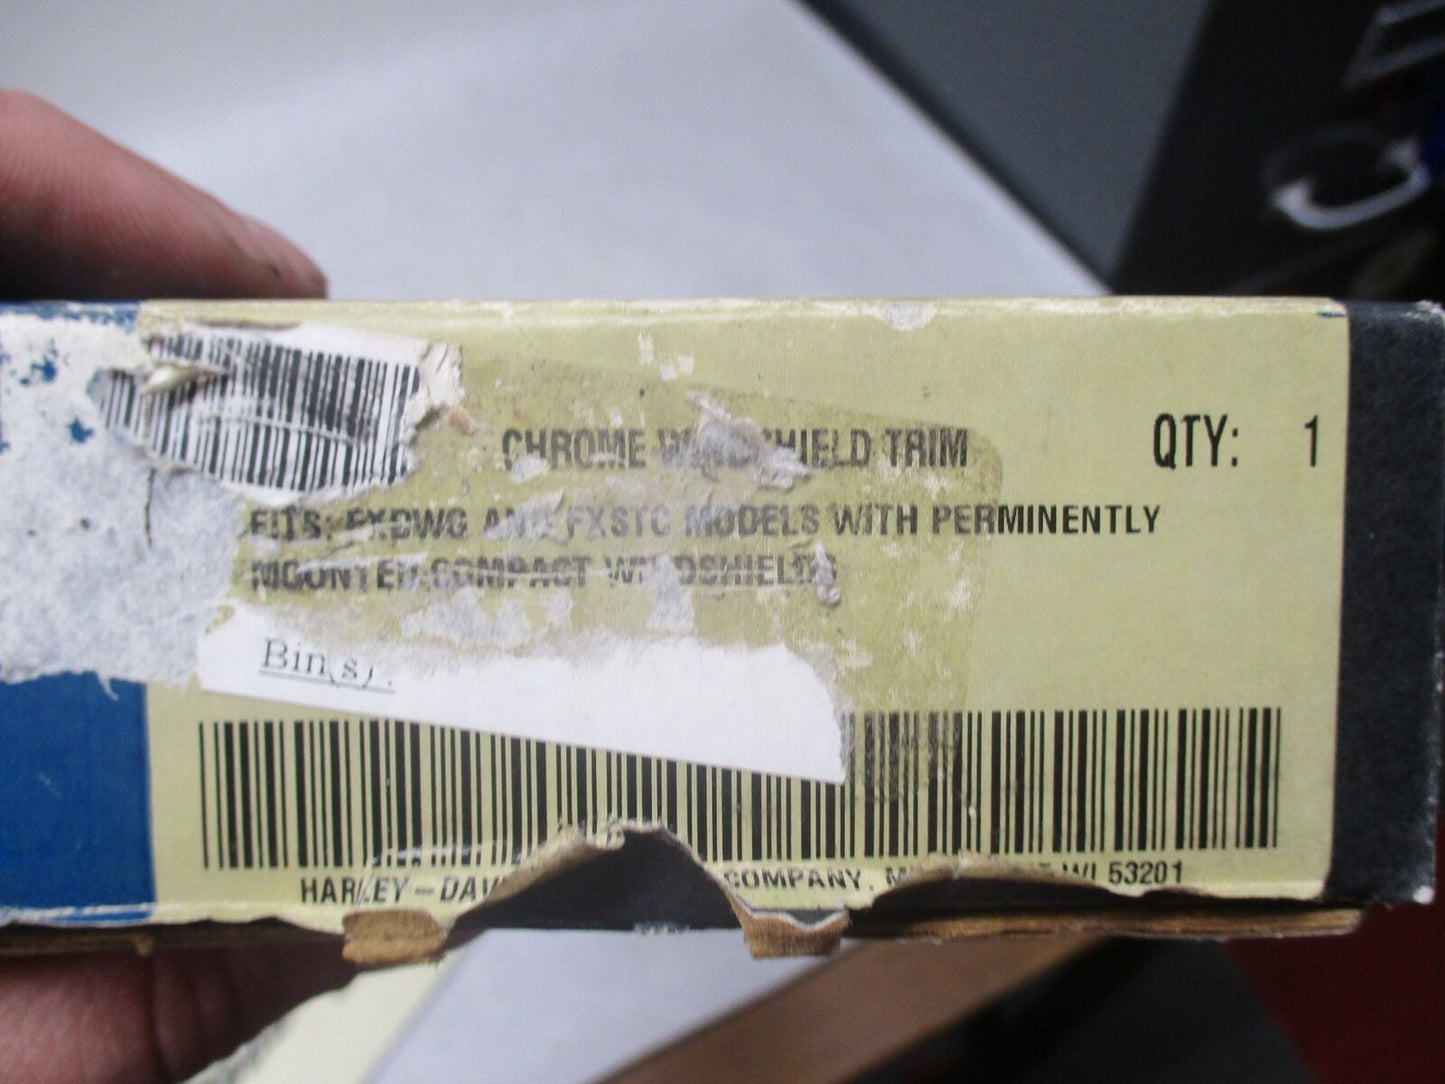 CHROME WINDSHIELD TRIM
QTY: 1
FITS: FXDWG AND FXSTC MODELS WITH PERMINENTLY
MOUNTED COMPACT WINDSHIELDS
Bin(s):
HARLEY-DAV COMPANY, M WI 53201